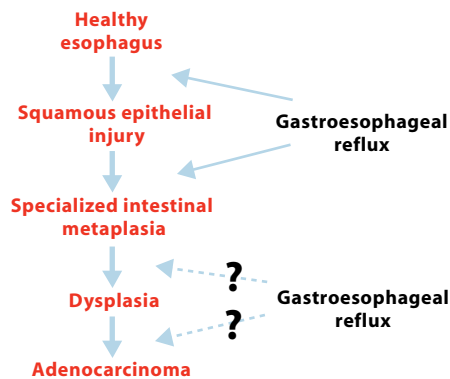 Healthy
esophagus
Squamous epithelial
injury
Gastroesophageal
reflux
Specialized intestinal
metaplasia
?
Dysplasia
Gastroesophageal
reflux
?
Adenocarcinoma